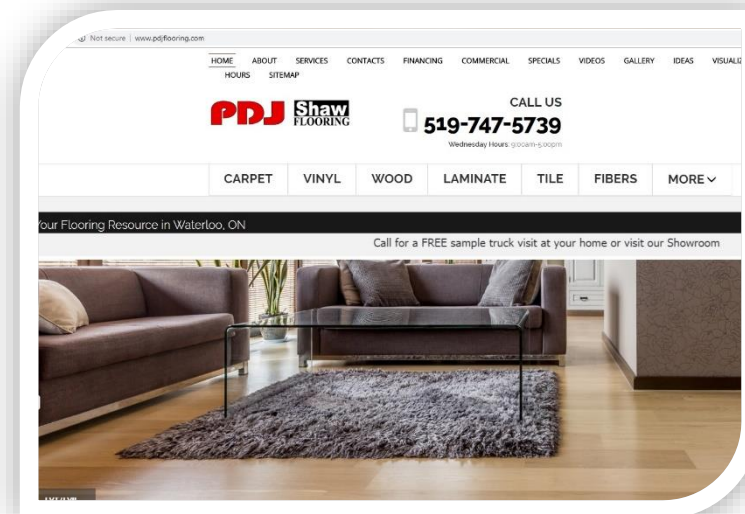 Not secure | www.pdjflooring.com
HOME ABOUT SERVICES CONTACTS FINANCING COMMERCIAL SPECIALS VIDEOS GALLERY IDEAS
HOURS SITEMAP
PDJ Shaw
FLOORING
CALL US
519-747-5739
Wednesday Hours: 9:00am-5:00pm
CARPET VINYL WOOD LAMINATE TILE FIBERS MORE
Your Flooring Resource in Waterloo, ON
Call for a FREE sample truck visit at your home or visit our Showroom